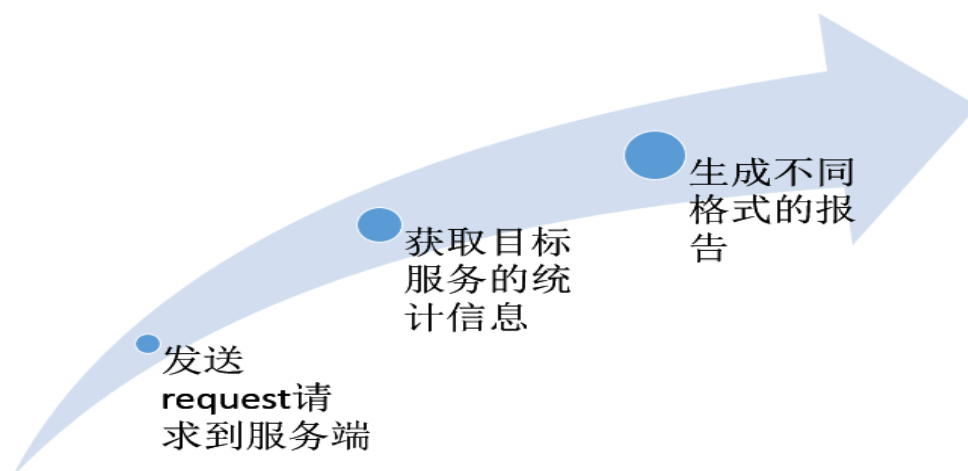 发送
request请
求到服务端
获取目标
服务的统
计信息
生成不同
格式的报
告